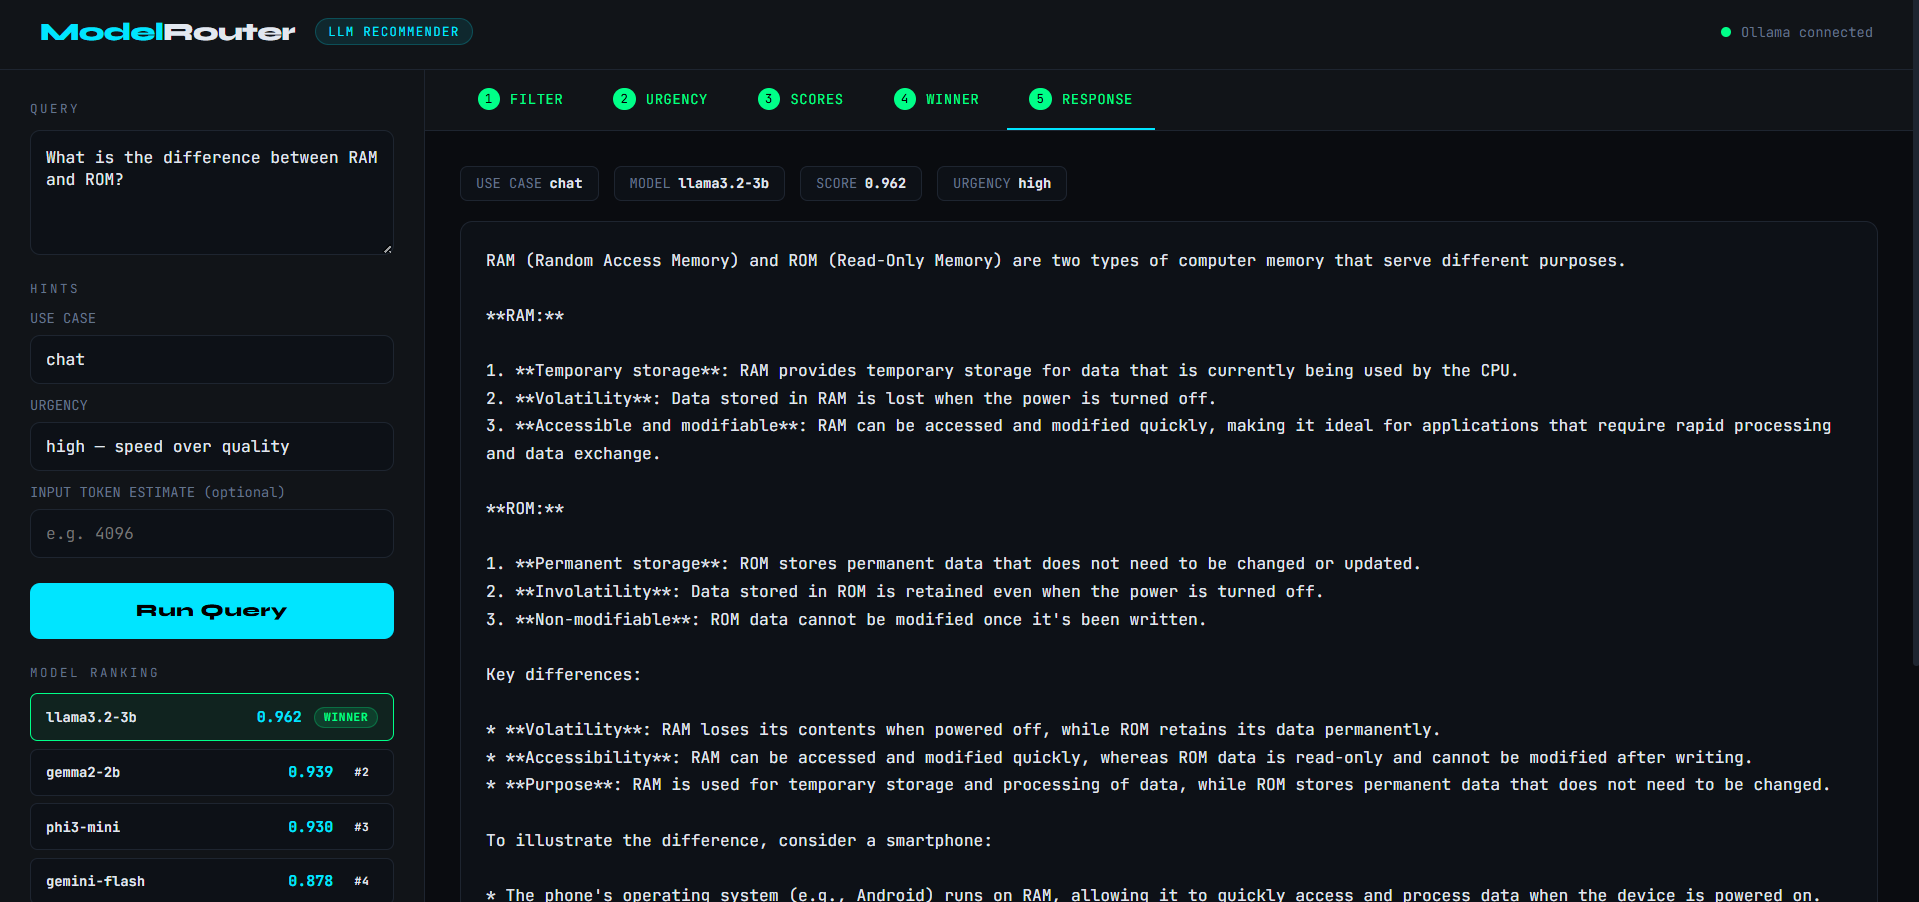 ModelRouter
LLM RECOMMENDER
Ollama connected
QUERY
What is the difference between RAM
and ROM?
HINTS
USE CASE
chat
URGENCY
high — speed over quality
INPUT TOKEN ESTIMATE (optional)
e.g. 4096
Run Query
MODEL RANKING
llama3.2-3b 0.962 WINNER
gemma2-2b 0.939 #2
phi3-mini 0.930 #3
gemini-flash 0.878 #4
1 FILTER
2 URGENCY
3 SCORES
4 WINNER
5 RESPONSE
USE CASE chat
MODEL llama3.2-3b
SCORE 0.962
URGENCY high
RAM (Random Access Memory) and ROM (Read-Only Memory) are two types of computer memory that serve different purposes.
**RAM:**
1. **Temporary storage**: RAM provides temporary storage for data that is currently being used by the CPU.
2. **Volatility**: Data stored in RAM is lost when the power is turned off.
3. **Accessible and modifiable**: RAM can be accessed and modified quickly, making it ideal for applications that require rapid processing
and data exchange.
**ROM:**
1. **Permanent storage**: ROM stores permanent data that does not need to be changed or updated.
2. **Involatility**: Data stored in ROM is retained even when the power is turned off.
3. **Non-modifiable**: ROM data cannot be modified once it's been written.
Key differences:
* **Volatility**: RAM loses its contents when powered off, while ROM retains its data permanently.
* **Accessibility**: RAM can be accessed and modified quickly, whereas ROM data is read-only and cannot be modified after writing.
* **Purpose**: RAM is used for temporary storage and processing of data, while ROM stores permanent data that does not need to be changed.
To illustrate the difference, consider a smartphone:
* The phone's operating system (e.g., Android) runs on RAM, allowing it to quickly access and process data when the device is powered on.